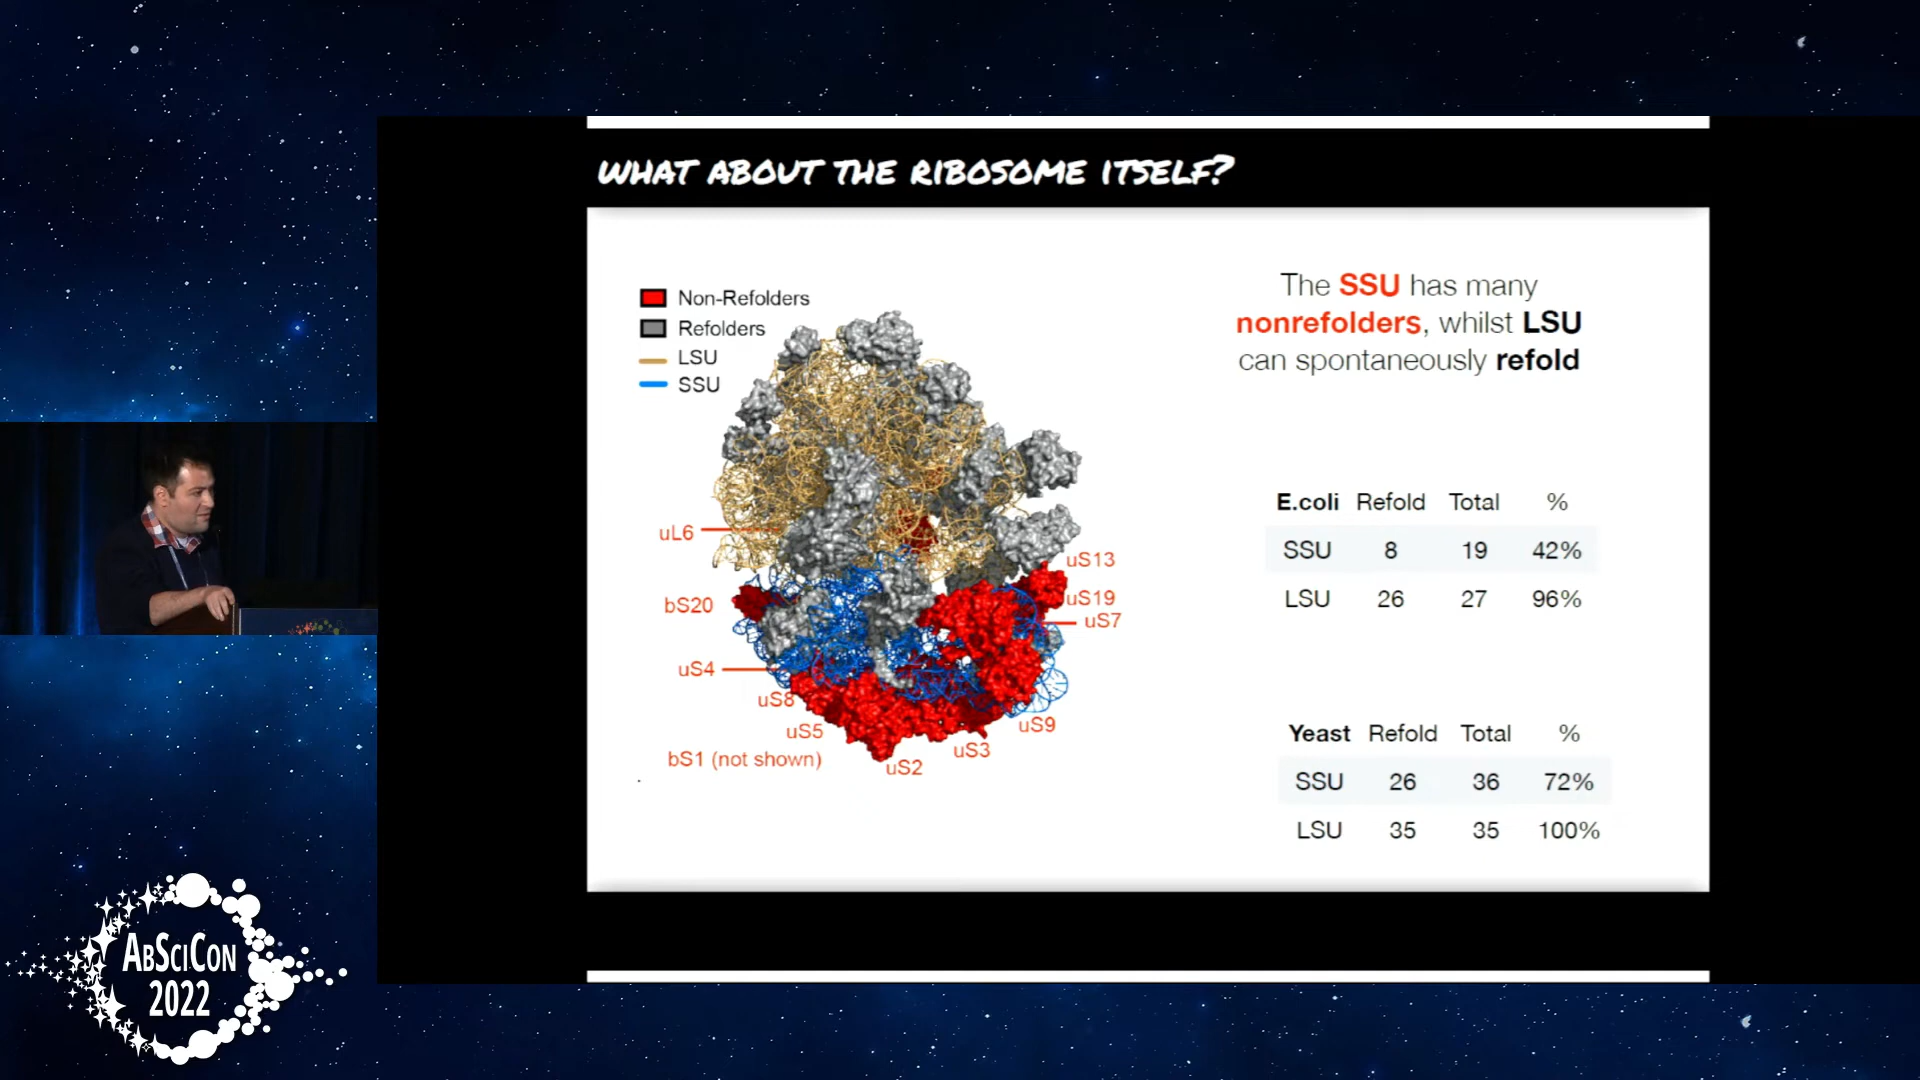 WHAT ABOUT THE RIBOSOME ITSELF?
Non-Refolders
Refolders
LSU
SSU
uL6
bS20
uS4
uS8
uS5
bS1 (not shown)
uS2
uS3
uS9
uS13
uS19
uS7
The SSU has many
nonrefolders, whilst LSU
can spontaneously refold
E.coli Refold Total %
SSU 8 19 42%
LSU 26 27 96%
Yeast Refold Total %
SSU 26 36 72%
LSU 35 35 100%
ABSCICON
2022